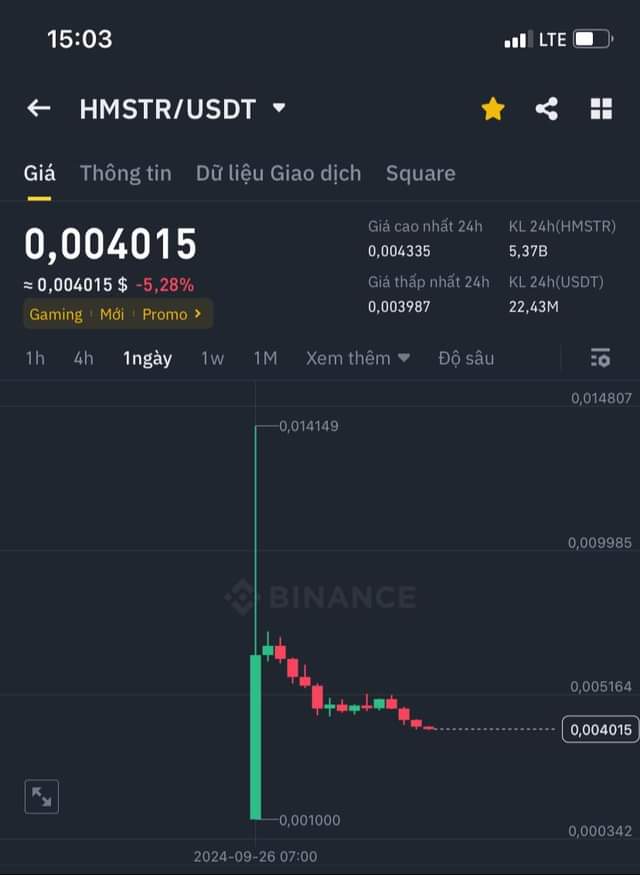 15:03 LTE
HMSTR/USDT
Giá Thông tin Dữ liệu Giao dịch Square
0,004015
≈ 0,004015 $ -5,28%
Gaming Mới Promo
Giá cao nhất 24h KL 24h(HMSTR)
0,004335 5,37B
Giá thấp nhất 24h KL 24h(USDT)
0,003987 22,43M
1h 4h 1ngày 1w 1M Xem thêm Độ sâu
0,014807
0,014149
0,009985
BINANCE
0,005164
0,004015
0,001000
0,000342
2024-09-26 07:00